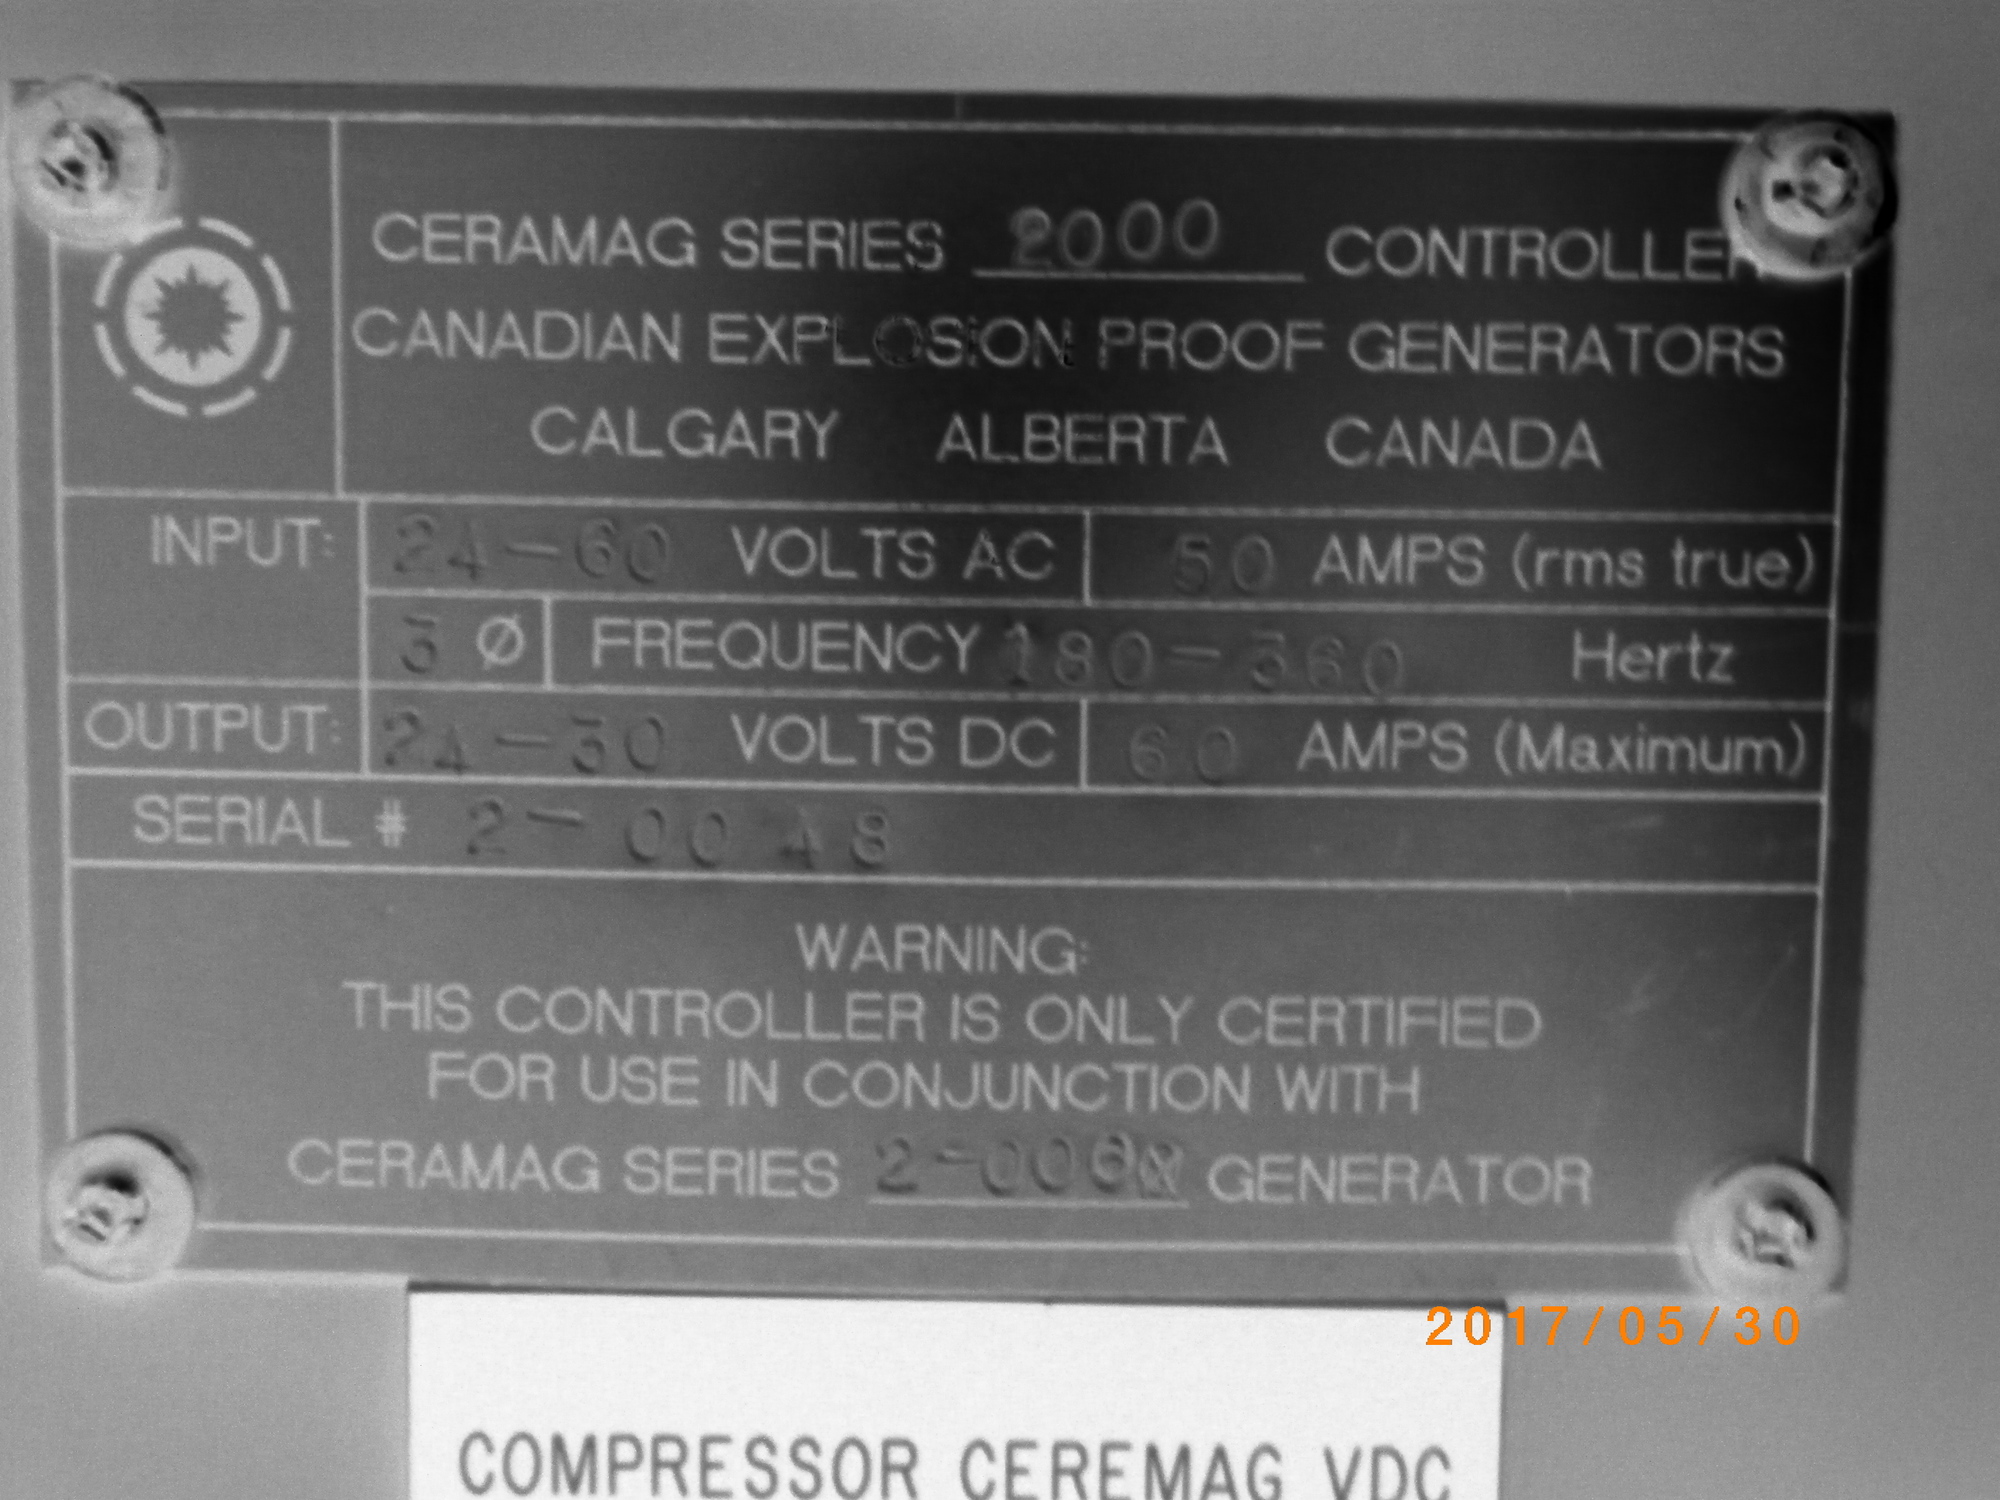 CERAMAG SERIES 2000 CONTROLLER
CANADIAN EXPLOSION PROOF GENERATORS
CALGARY ALBERTA CANADA
INPUT: 24-60 VOLTS AC 50 AMPS (rms true)
3 Ø FREQUENCY 180-360 Hertz
OUTPUT: 24-30 VOLTS DC 60 AMPS (Maximum)
SERIAL # 2-0048
WARNING:
THIS CONTROLLER IS ONLY CERTIFIED
FOR USE IN CONJUNCTION WITH
CERAMAG SERIES GENERATOR
2017/05/30
COMPRESSOR CEREMAG VDC